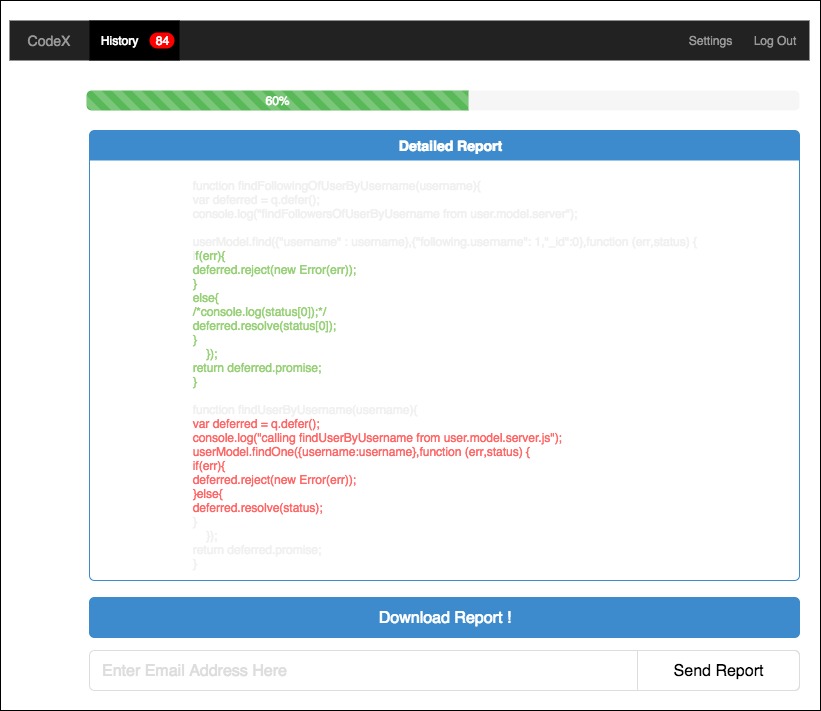 CodeX History 84 Settings Log Out
60%
Detailed Report
function findFollowingOfUserByUsername(username){
var deferred = q.defer();
console.log("findFollowersOfUserByUsername from user.model.server");
userModel.find({"username" : username},{"following.username": 1,"_id":0},function (err,status) {
if(err){
deferred.reject(new Error(err));
}
else{
/*console.log(status[0]);*/
deferred.resolve(status[0]);
}
});
return deferred.promise;
}
function findUserByUsername(username){
var deferred = q.defer();
console.log("calling findUserByUsername from user.model.server.js");
userModel.findOne({username:username},function (err,status) {
if(err){
deferred.reject(new Error(err));
}else{
deferred.resolve(status);
}
});
return deferred.promise;
}
Download Report !
Enter Email Address Here Send Report